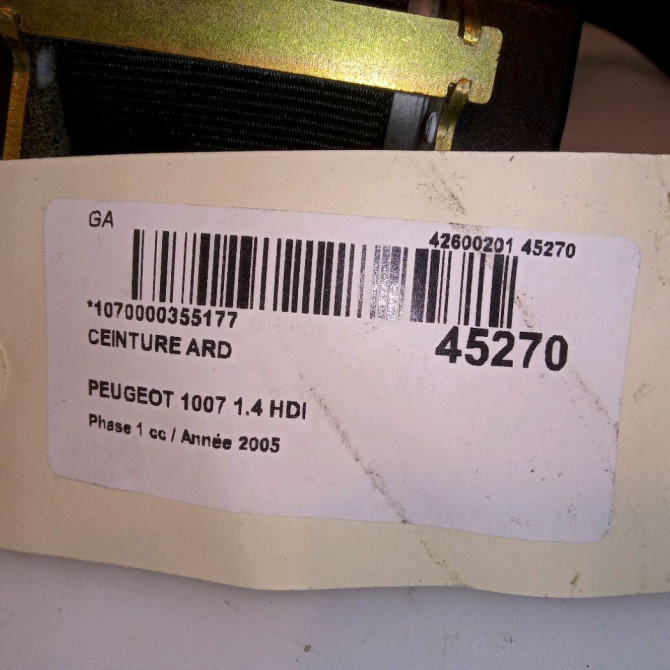 GA
42600201 45270
*1070000355177
45270
CEINTURE ARD
PEUGEOT 1007 1.4 HDI
Phase 1 cc / Année 2005